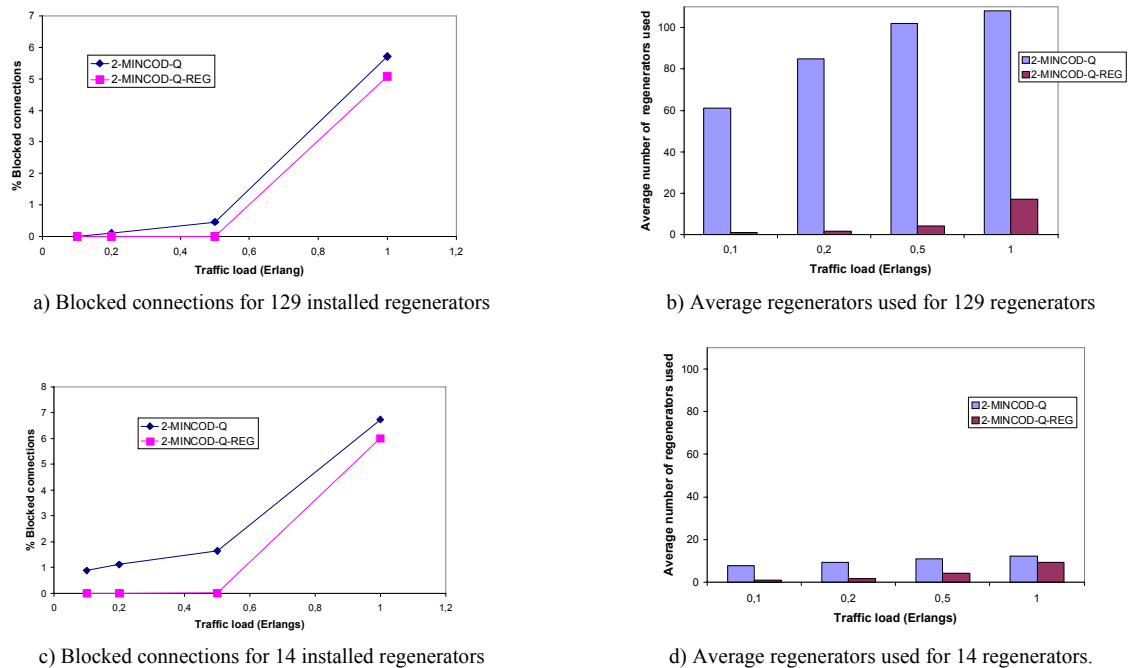 7
6
5
4
3
2
1
0
% Blocked connections
2-MINCOD-Q
2-MINCOD-Q-REG
0
0,2
0,4
0,6
0,8
1
1,2
Traffic load (Erlang)
a) Blocked connections for 129 installed regenerators
100
80
60
40
20
0
Average number of regenerators used
2-MINCOD-Q
2-MINCOD-Q-REG
0,1
0,2
0,5
1
Traffic load (Erlangs)
b) Average regenerators used for 129 regenerators
8
7
6
5
4
3
2
1
0
% Blocked connections
2-MINCOD-Q
2-MINCOD-Q-REG
0
0,2
0,4
0,6
0,8
1
1,2
Traffic load (Erlangs)
c) Blocked connections for 14 installed regenerators
100
80
60
40
20
0
Average number of regenerators used
2-MINCOD-Q
2-MINCOD-Q-REG
0,1
0,2
0,5
1
Traffic load (Erlangs)
d) Average regenerators used for 14 regenerators.